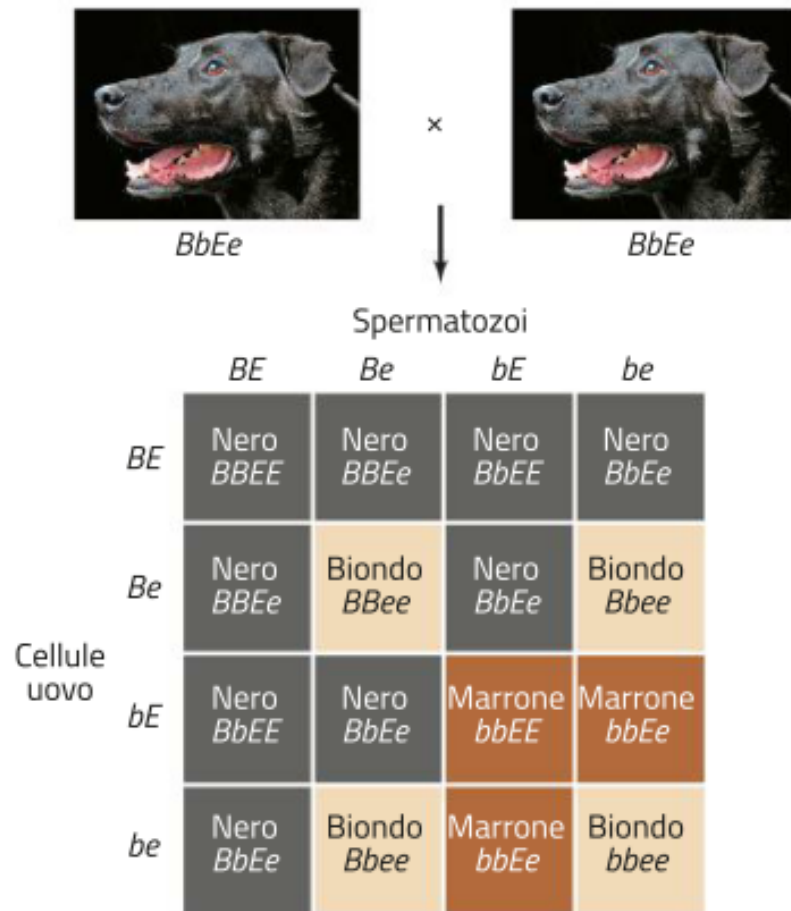 ×
BbEe
BbEe
Spermatozoi
BE Be bE be
BE
Nero Nero Nero Nero
BBEE BBEe BbEE BbEe
Be
Nero Biondo Nero Biondo
BBEe BBee BbEe Bbee
Cellule
uovo
bE
Nero Nero Marrone Marrone
BbEE BbEe bbEE bbEe
be
Nero Biondo Marrone Biondo
BbEe Bbee bbEe bbee